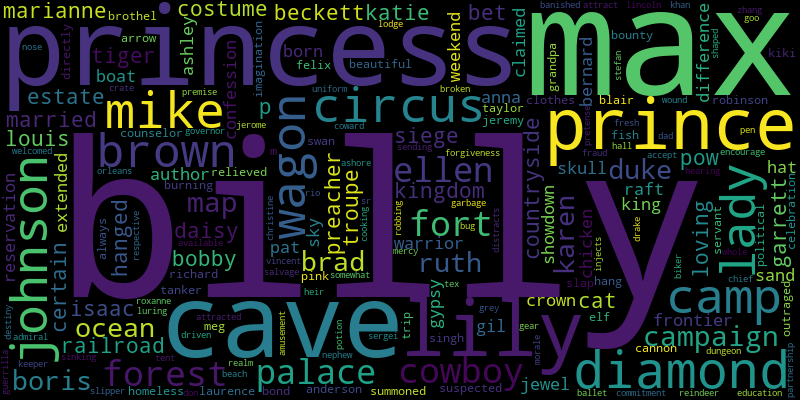 marianne brothel costume beckett katie bet claimed banished attract lincoln khan zhang
princess max
nose directly arrow ashley confession imagination born felix lodge beautiful weekend difference grandpa goo stefan shaped bounty kiki
tiger boat crate premise uniform broken anna clothes blair bernard wound robinson
estate mike p circus taylor jeremy prince pen
married counselor governor jerome coward siege fresh fish dad hall pretends
louis welcomed brown wagon swan sending forgiveness ellen countryside fraud accept encourage hearing
extended orleans author relieved m ashore skull duke pow hat
reservation burning map sky rio preacher troupe kingdom raft lady garrett celebration
johnson certain always hanged respective daisy christine cooking sr robbing garbage bug fort showdown karen king servant political
billy
bobby pat brad warrior ruth chicken loving whole sand
available richard vincent pink somewhat mercy distracts injects drake biker chief outraged
isaac tanker salvage heir tex slap hang camp
destiny ocean roxanne luring attracted cave gypsy grey crown cat frontier
admiral railroad meg driven amusement potion sergei trip singh gil gear elf cannon campaign
keeper sinking tent realm nephew lily morale dungeon partnership
guerrilla boris forest beach palace cowboy jewel diamond
slipper homeless don laurence bond anderson summoned suspected ballet commitment reindeer education